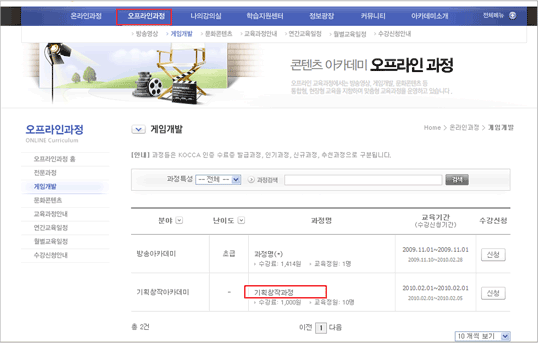 온라인과정 오프라인과정 나의강의실 학습지원센터 정보광장 커뮤니티 아카데미소개 전체메뉴
방송영상 게임개발 문화콘텐츠 교육과정안내 연간교육일정 월별교육일정 수강신청안내
콘텐츠 아카데미 오프라인 과정
오프라인 교육과정에서는 방송영상, 게임개발, 문화콘텐츠 등
통합형, 현장형 교육을 지향하며 맞춤형 교육과정을 운영하고 있습니다.
오프라인과정
ONLINE Curriculum
오프라인과정 홈
전문과정
게임개발
문화콘텐츠
교육과정안내
연간교육일정
월별교육일정
수강신청안내
게임개발
Home > 온라인과정 > 게임개발
[안내] 과정등은 KOCCA 인증 수료증 발급과정, 인기과정, 신규과정, 추천과정으로 구분됩니다.
과정특성 -- 전체 -- 과정검색 검색
분야 난이도 과정명 교육기간 수강신청
(수강신청기간)
방송아카데미 초급 과정명(+) 2009.11.01~2009.11.01 신청
수강료: 1,414원 교육정원: 1명 2009.11.10~2010.02.28
기획창작아카데미 - 기획창작과정 2010.02.01~2010.02.01 신청
수강료: 1,000원 교육정원: 10명 2010.02.01~2010.02.05
총 2건 이전 1 다음
10 개씩 보기